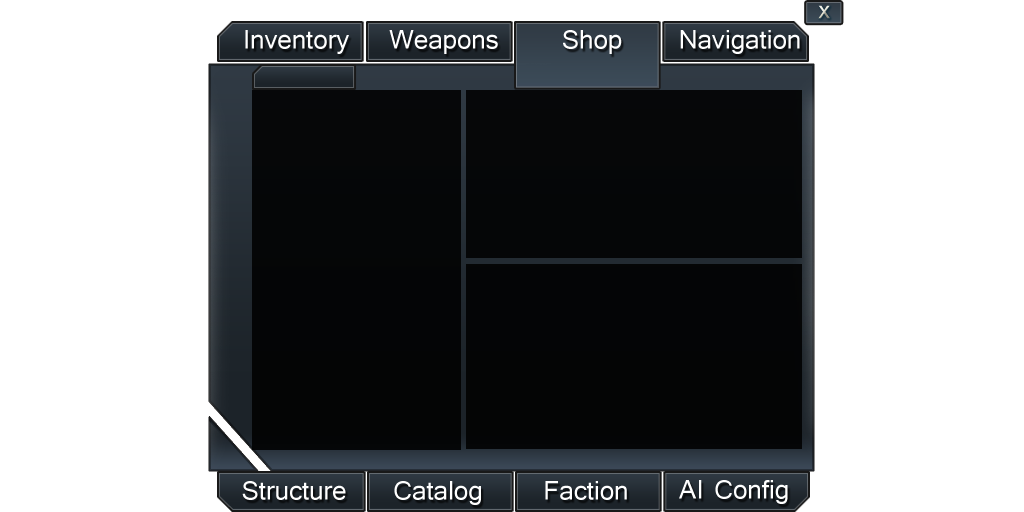 X
Inventory
Weapons
Shop
Navigation
Structure
Catalog
Faction
AI Config